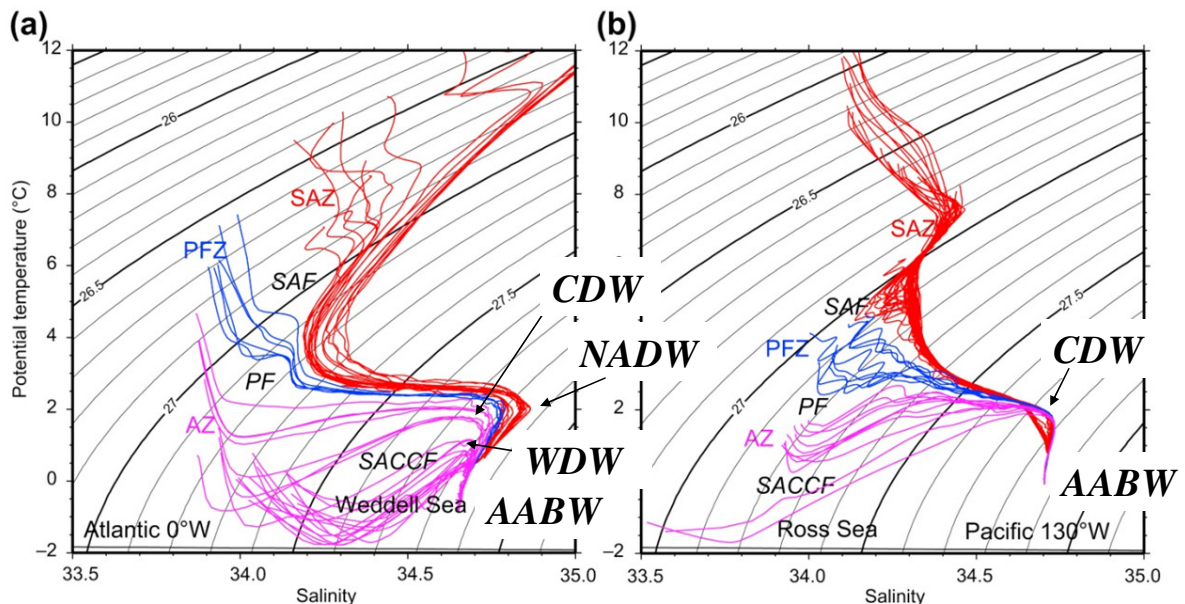 (a)
12
10
8
6
4
2
0
–2
Potential temperature (°C)
26
26.5
27
27.5
SAZ
PFZ
SAF
PF
AZ
SACCF
Weddell Sea
Atlantic 0°W
CDW
NADW
WDW
AABW
33.5
34.0
34.5
35.0
Salinity
(b)
12
10
8
6
4
2
0
–2
26
26.5
27
27.5
SAZ
SAF
PFZ
PF
AZ
SACCF
Ross Sea
Pacific 130°W
CDW
AABW
33.5
34.0
34.5
35.0
Salinity